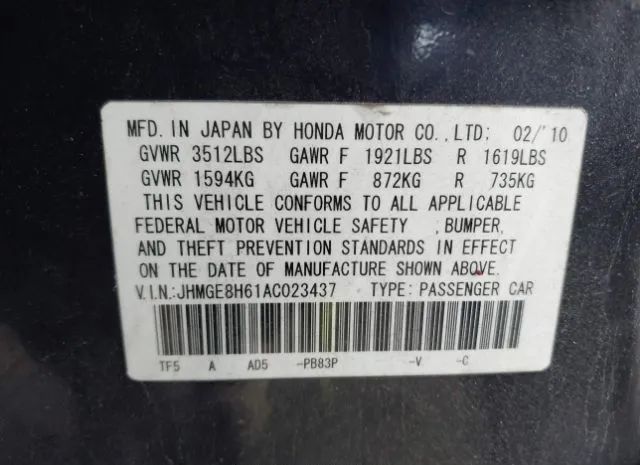 MFD. IN JAPAN BY HONDA MOTOR CO., LTD; 02/'10
GVWR 3512LBS GAWR F 1921LBS R 1619LBS
GVWR 1594KG GAWR F 872KG R 735KG
THIS VEHICLE CONFORMS TO ALL APPLICABLE
FEDERAL MOTOR VEHICLE SAFETY ,BUMPER,
AND THEFT PREVENTION STANDARDS IN EFFECT
ON THE DATE OF MANUFACTURE SHOWN ABOVE.
V.I.N.:JHMGE8H61AC023437 TYPE: PASSENGER CAR
TF5 A AD5 -PB83P -V -C